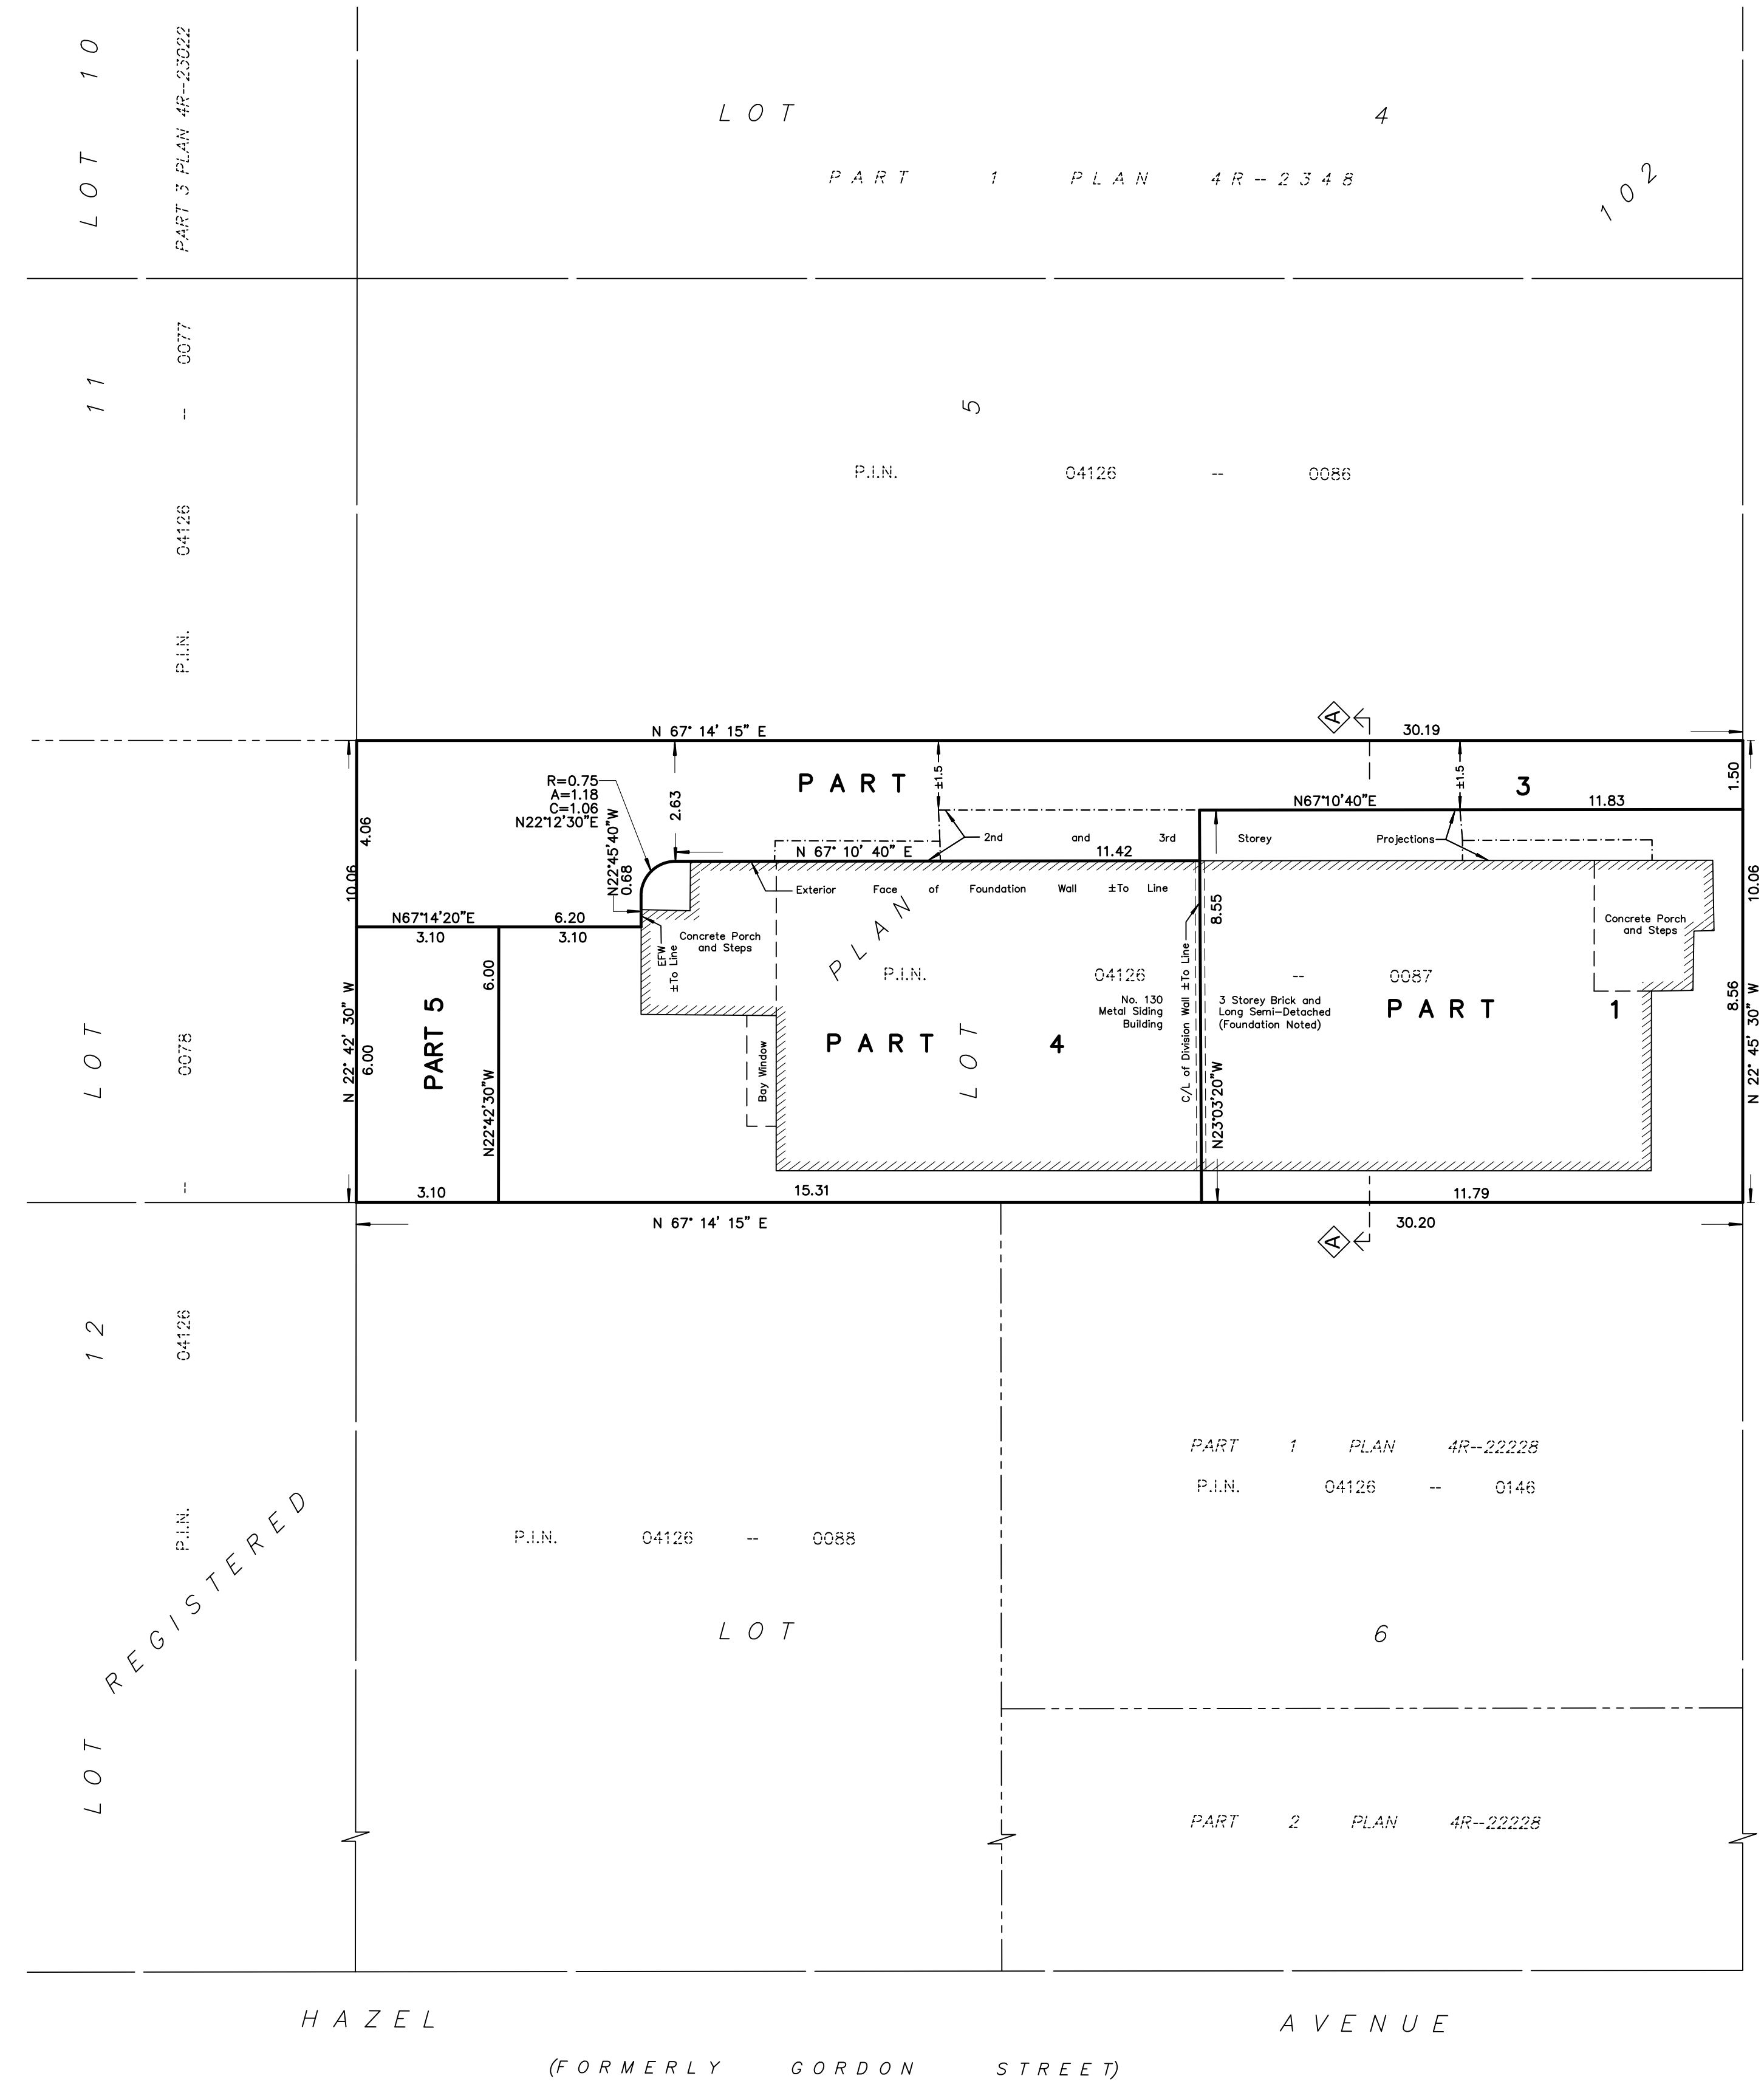 LOT 10
PART 3 PLAN 4R--23022
LOT 4
PART 1 PLAN 4R--2348
102
11
P.I.N. 04126 -- 0077
5
P.I.N. 04126 -- 0086
N 67° 14' 15" E
30.19
A
R=0.75
A=1.18
C=1.06
N22°12'30"E
N22°45'40"W
0.68
2.63
PART 3
±1.5
±1.5
1.50
N67°10'40"E
11.83
4.06
10.06
10.06
2nd and 3rd Storey Projections
N 67° 10' 40" E
11.42
Exterior Face of Foundation Wall ±To Line
8.55
N67°14'20"E
6.20
3.10
3.10
Concrete Porch
and Steps
EFW
±To Line
PLAN
Concrete Porch
and Steps
P.I.N. 04126 -- 0087
C/L of Division Wall ±To Line
No. 130
Metal Siding
Building
3 Storey Brick and
Long Semi-Detached
(Foundation Noted)
PART 1
8.56
N 22° 45' 30" W
N 22° 42' 30" W
6.00
PART 5
6.00
N22°42'30"W
Bay Window
PART 4
LOT
N23°03'20"W
3.10
15.31
11.79
N 67° 14' 15" E
30.20
A
LOT 12
P.I.N. 04126 -- 0078
PART 1 PLAN 4R--22228
P.I.N. 04126 -- 0146
P.I.N. 04126 -- 0088
REGISTERED
LOT 6
LOT
PART 2 PLAN 4R--22228
HAZEL AVENUE
(FORMERLY GORDON STREET)